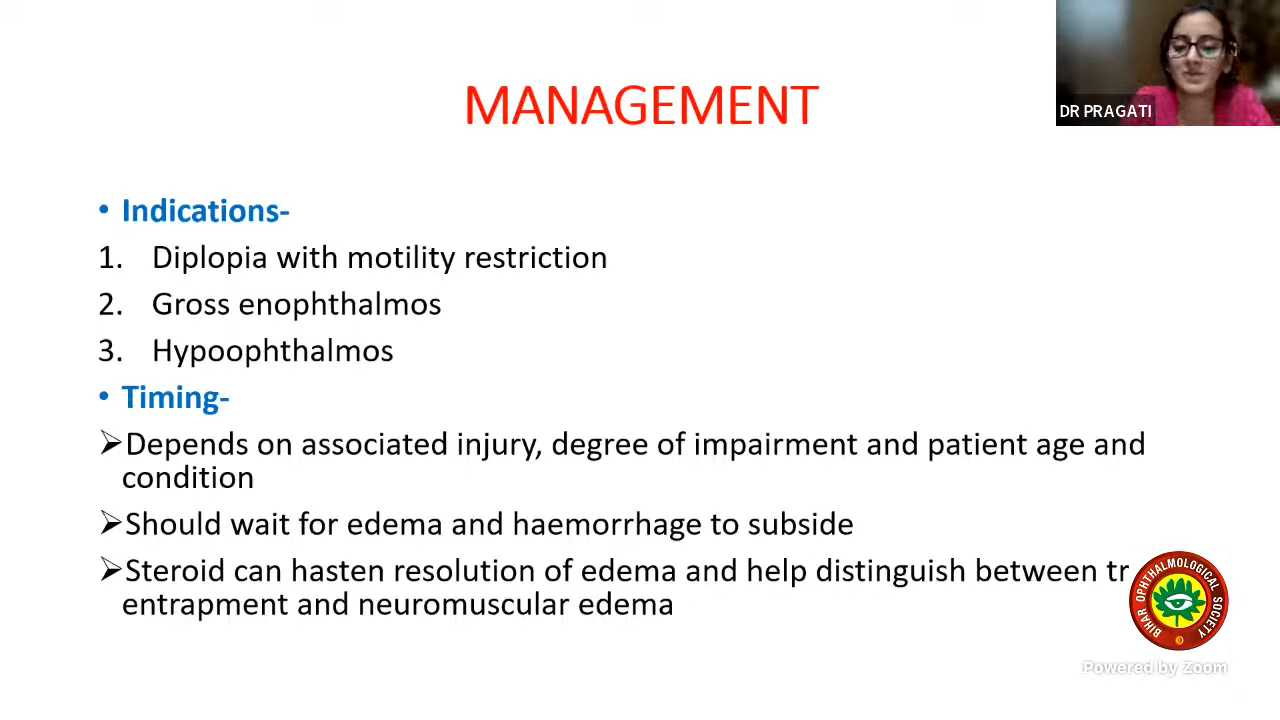 MANAGEMENT
DR PRAGATI
• Indications-
1. Diplopia with motility restriction
2. Gross enophthalmos
3. Hypoophthalmos
• Timing-
➢Depends on associated injury, degree of impairment and patient age and
condition
➢Should wait for edema and haemorrhage to subside
➢Steroid can hasten resolution of edema and help distinguish between
entrapment and neuromuscular edema
BIHAR OPHTHALMOLOGICAL SOCIETY
Powered by Zoom